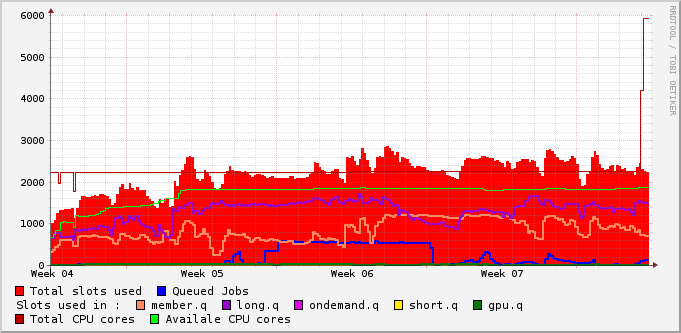 RRDTOOL / TOBI OETIKER
6000
5000
4000
3000
2000
1000
0
Week 04 Week 05 Week 06 Week 07
Total slots used Queued Jobs
Slots used in : member.q long.q ondemand.q short.q gpu.q
Total CPU cores Availale CPU cores